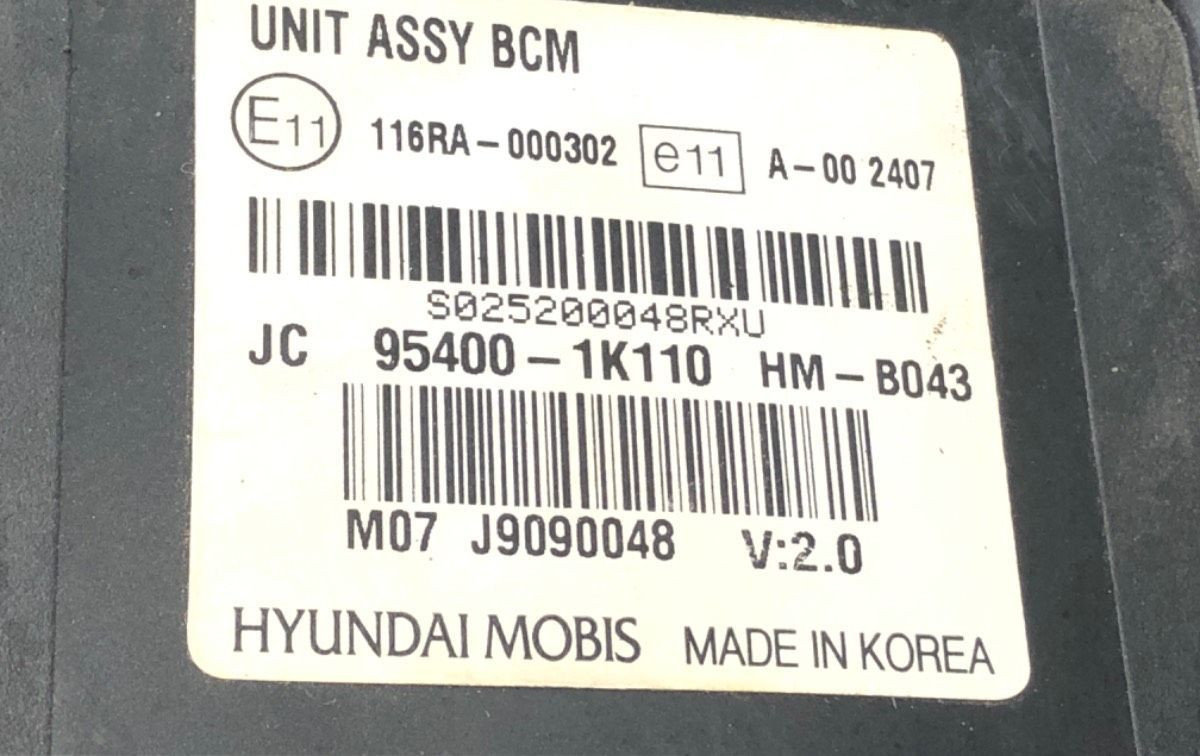 UNIT ASSY BCM
E11 116RA-000302 e11 A-00 2407
S025200048RXU
JC 95400-1K110 HM-B043
M07 J9090048 V:2.0
HYUNDAI MOBIS MADE IN KOREA